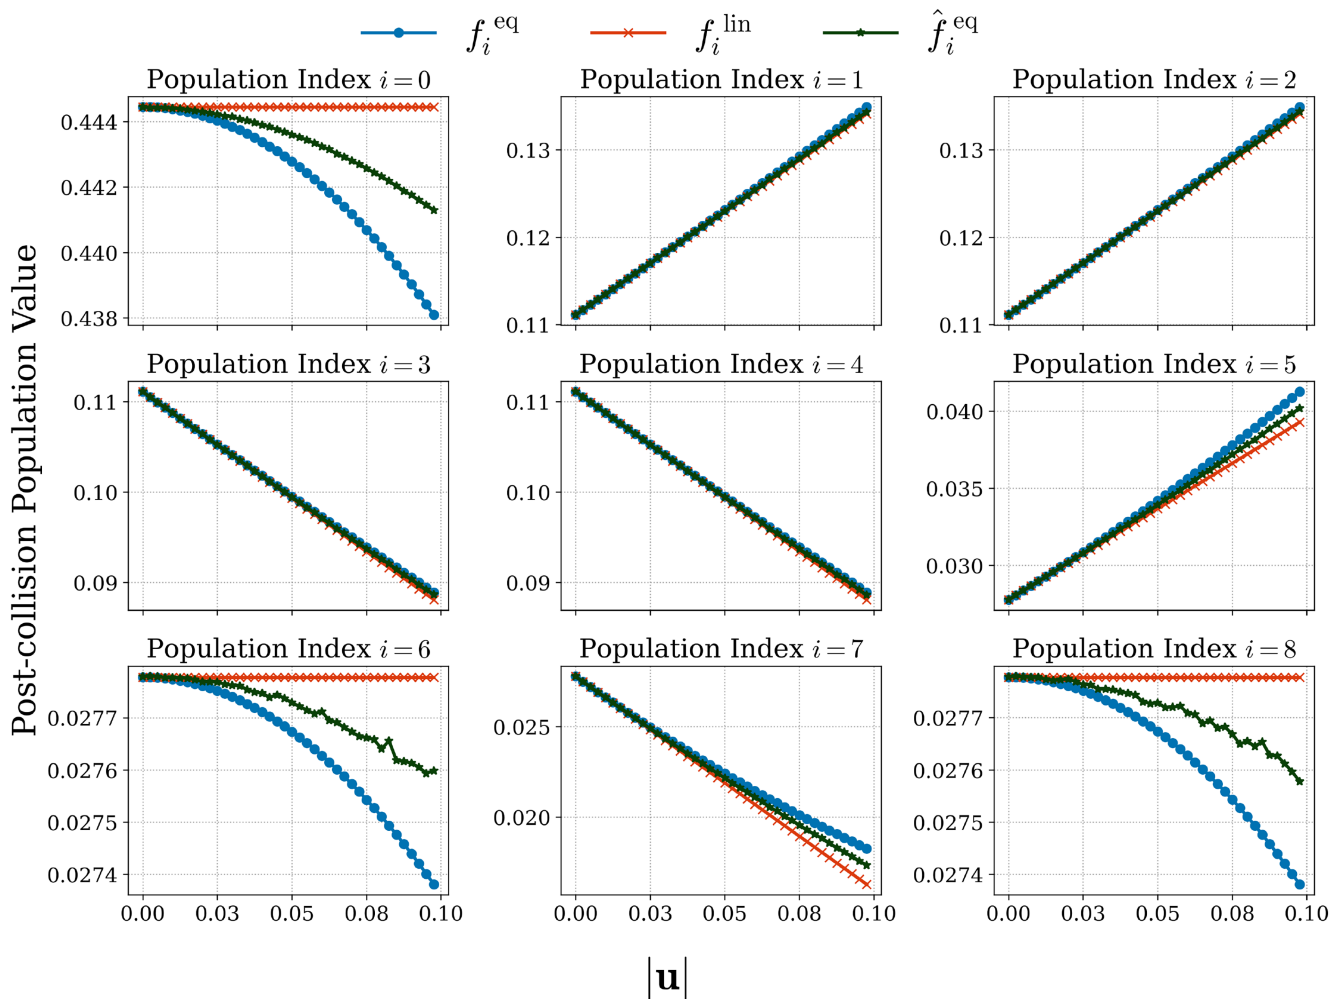 f_i^eq f_i^lin f̂_i^eq
Population Index i = 0
Population Index i = 1
Population Index i = 2
0.444
0.442
0.440
0.438
0.13
0.12
0.11
0.13
0.12
0.11
Post-collision Population Value
Population Index i = 3
Population Index i = 4
Population Index i = 5
0.11
0.10
0.09
0.11
0.10
0.09
0.040
0.035
0.030
Population Index i = 6
Population Index i = 7
Population Index i = 8
0.0277
0.0276
0.0275
0.0274
0.025
0.020
0.0277
0.0276
0.0275
0.0274
0.00 0.03 0.05 0.08 0.10
0.00 0.03 0.05 0.08 0.10
0.00 0.03 0.05 0.08 0.10
|u|